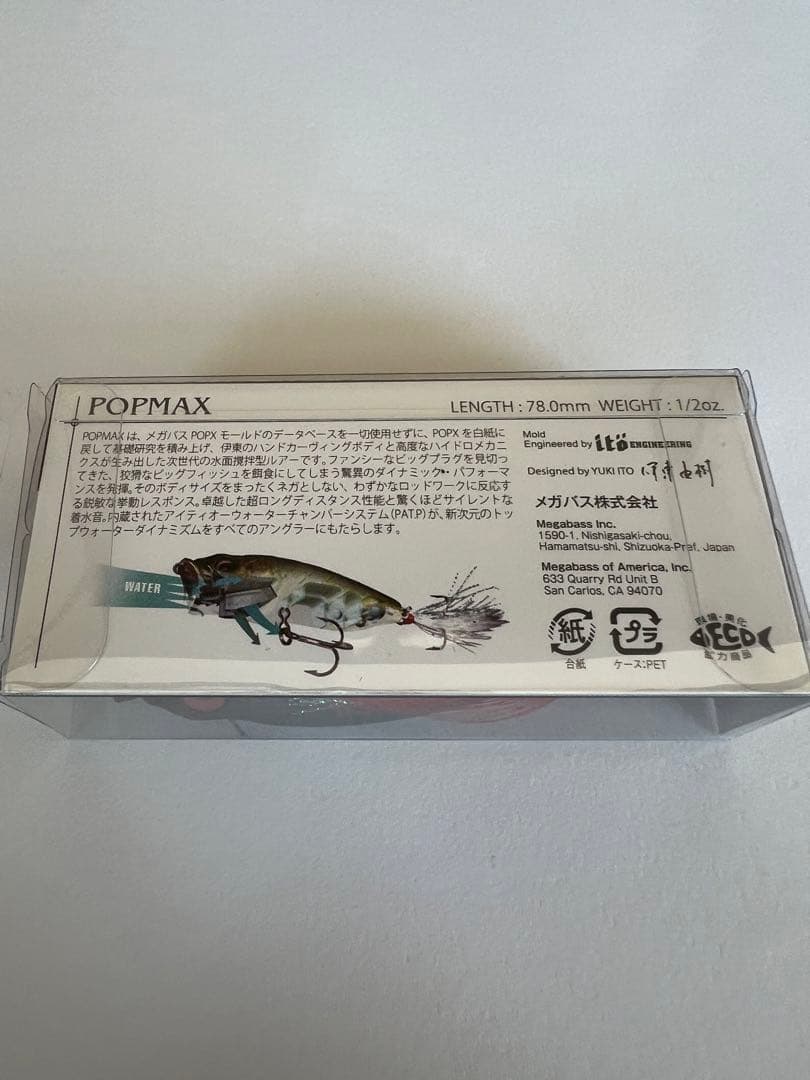 POPMAX
LENGTH : 78.0mm WEIGHT : 1/2oz.
POPMAXは、メガバスPOPXモールドのデータベースを一切使用せずに、POPXを白紙に
戻して基礎研究を積み上げ、伊東のハンドカーヴィングボディと高度なハイドロメカニ
クスが生み出した次世代の水面攪拌型ルアーです。ファンシーなビッグプラグを見切っ
てきた、狡猾なビッグフィッシュを餌食にしてしまう驚異のダイナミック・パフォーマ
ンスを発揮。そのボディサイズをまったくネガとしない、わずかなロッドワークに反応す
る鋭敏な挙動レスポンス。卓越した超ロングディスタンス性能と驚くほどサイレントな
着水音。内蔵されたアイティオーウォーターチャンバーシステム(PAT.P)が、新次元のトッ
プウォーターダイナミズムをすべてのアングラーにもたらします。
WATER
Mold
Engineered by itö ENGINEERING
Designed by YUKI ITO 伊東由樹
メガバス株式会社
Megabass Inc.
1590-1, Nishigasaki-chou,
Hamamatsu-shi, Shizuoka-Pref, Japan
Megabass of America, Inc.
633 Quarry Rd Unit B
San Carlos, CA 94070
紙
台紙
プラ
ケース:PET
環境・美化
ECO
協力商品